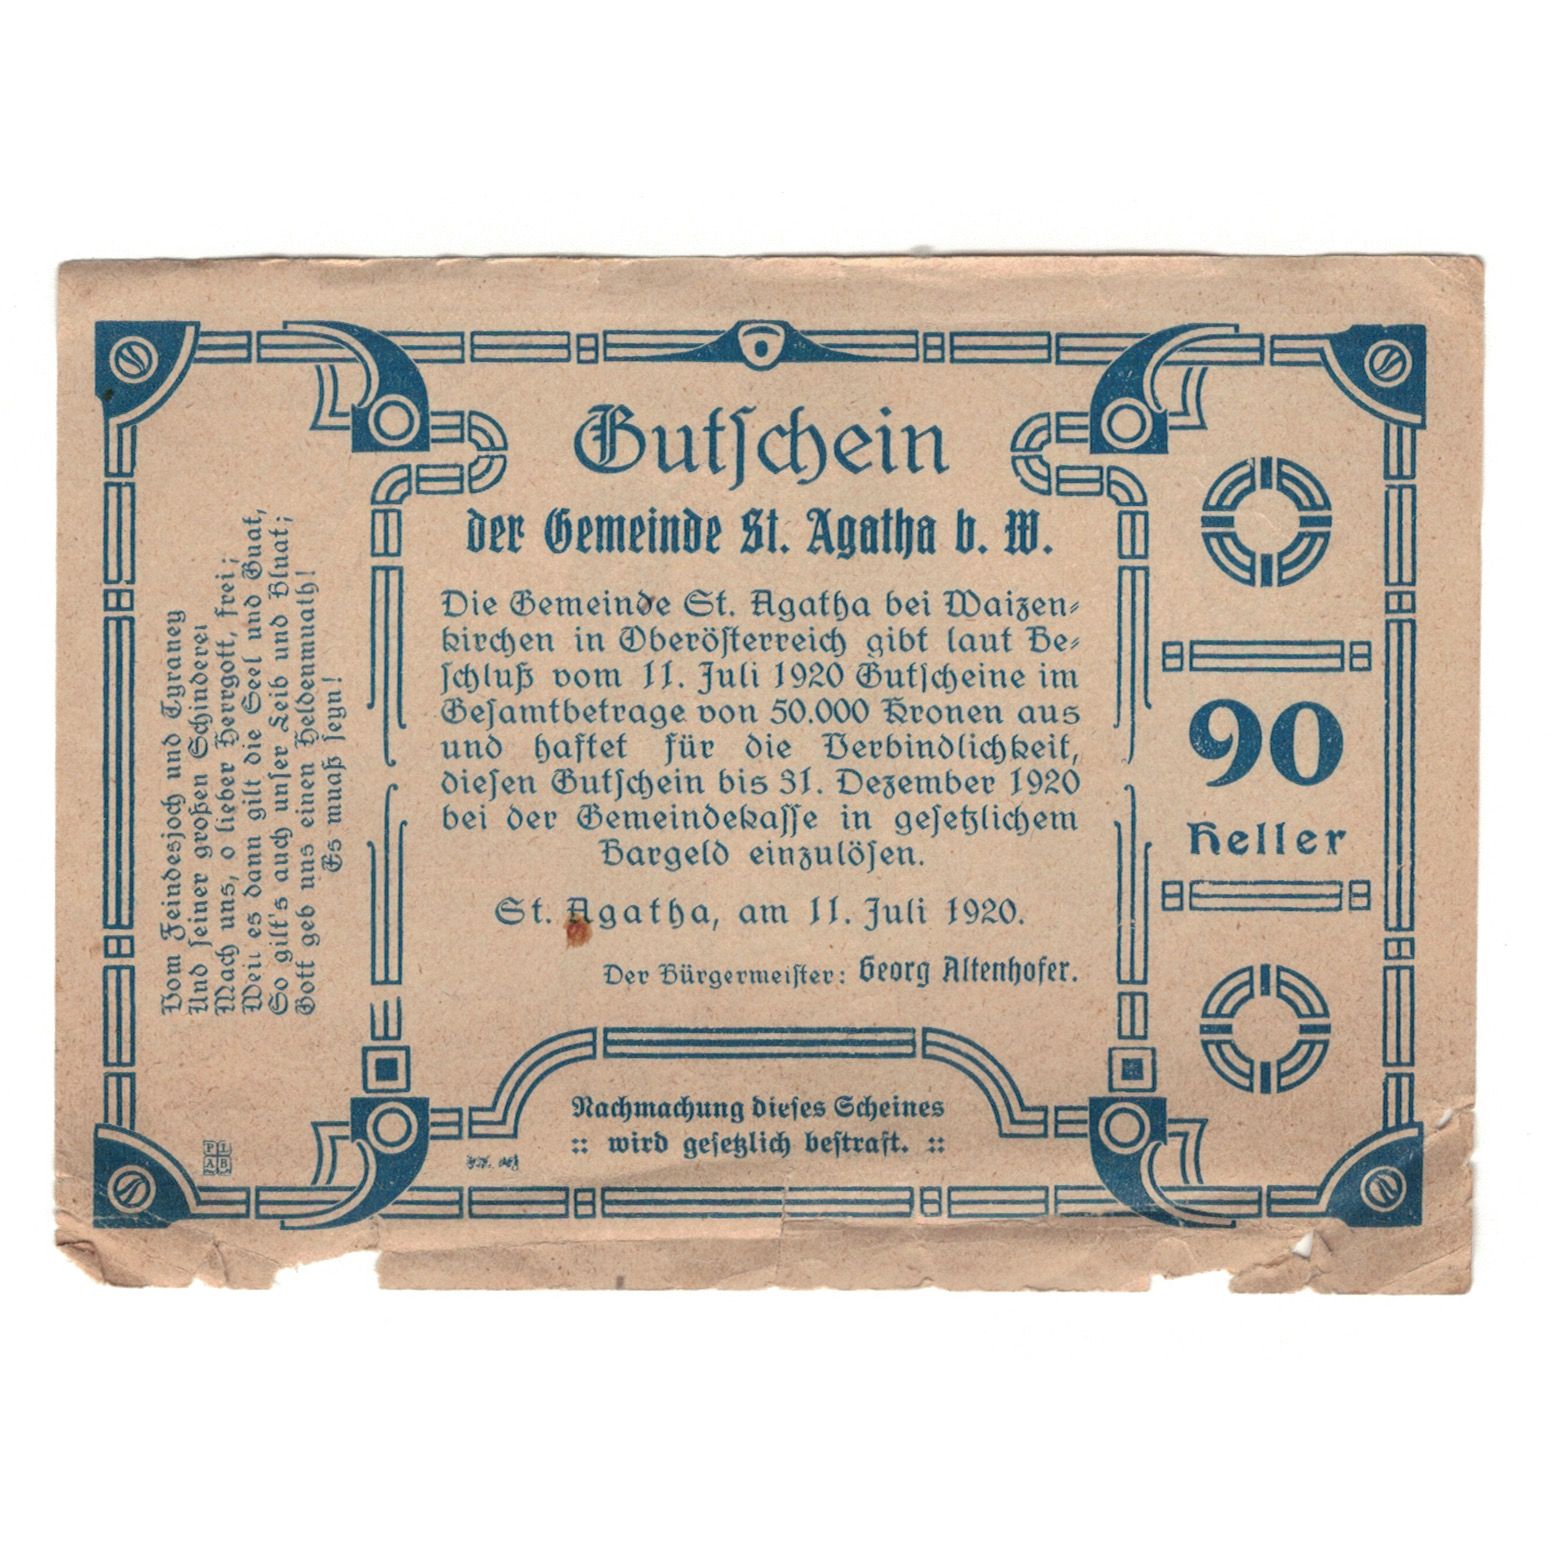 Gutschein
der Gemeinde St. Agatha b. W.
Die Gemeinde St. Agatha bei Waizen-
kirchen in Oberösterreich gibt laut Be-
schluß vom 11. Juli 1920 Gutscheine im
Gesamtbetrage von 50.000 Kronen aus
und haftet für die Verbindlichkeit,
diesen Gutschein bis 31. Dezember 1920
bei der Gemeindekasse in gesetzlichem
Bargeld einzulösen.
St. Agatha, am 11. Juli 1920.
Der Bürgermeister: Georg Altenhofer.
Nachmachung dieses Scheines
:: wird gesetzlich bestraft. ::
90
Heller
Vom Feindesjoch und Tyraney
Und seiner großen Schinderei
Mach uns, o lieber Herrgott, frei;
Weil es dann gilt die Seel und Guat,
So gilt's auch unser Leib und Bluat;
Gott geb uns einen Heldenmuath!
Es muaß seyn!
P L
A B